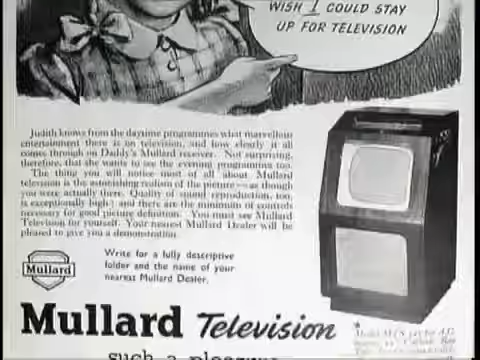 WISH I COULD STAY
UP FOR TELEVISION
Judith knows from the daytime programmes what marvellous
entertainment there is on television, and how clearly it all
comes through on Daddy's Mullard receiver. Not surprising,
therefore, that she wants to see the evening programmes too.
The thing you will notice most of all about Mullard
television is the astonishing realism of the picture—as though
you were actually there. Quality of sound reproduction, too,
is exceptionally high; and there are the minimum of controls
necessary for good picture definition. You must see Mullard
Television for yourself. Your nearest Mullard Dealer will be
pleased to give you a demonstration.
Mullard
Write for a fully descriptive
folder and the name of your
nearest Mullard Dealer.
Mullard Television
such a pleasure